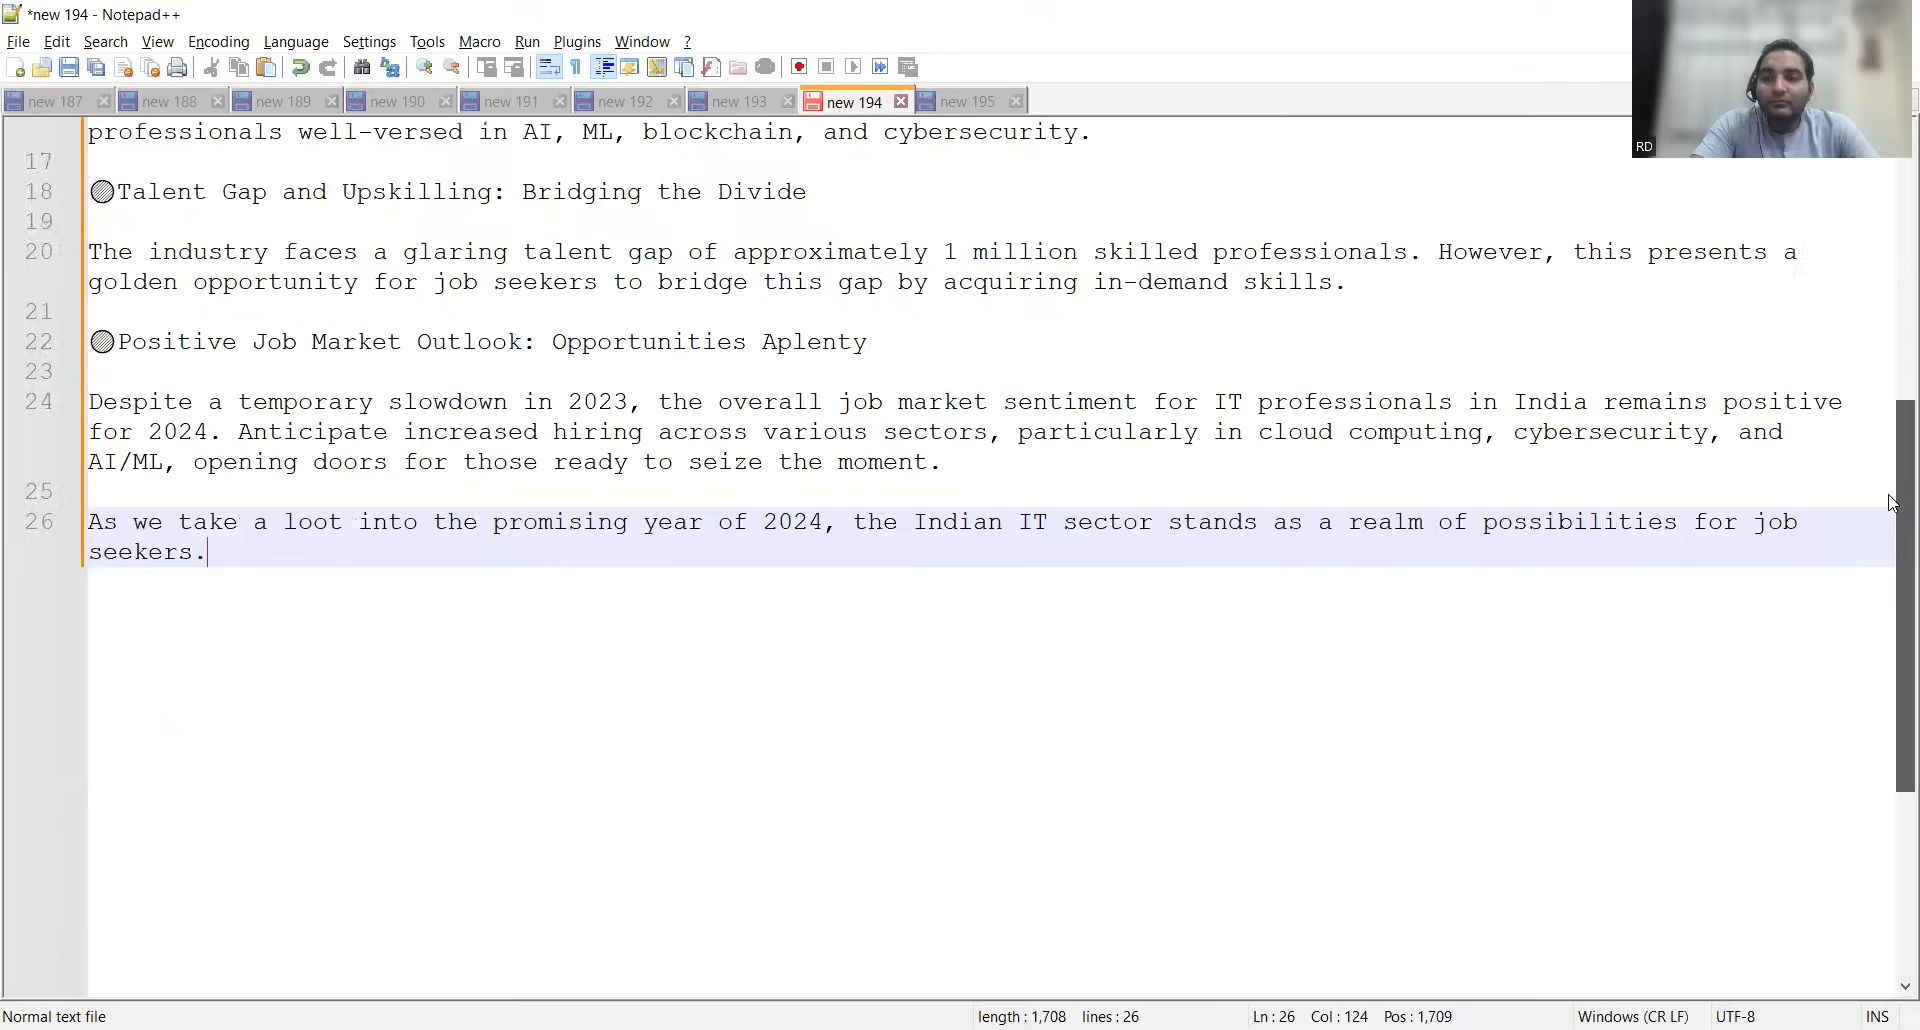 *new 194 - Notepad++
File Edit Search View Encoding Language Settings Tools Macro Run Plugins Window ?
new 187 new 188 new 189 new 190 new 191 new 192 new 193 new 194 new 195
RD
professionals well-versed in AI, ML, blockchain, and cybersecurity.
17
18 Talent Gap and Upskilling: Bridging the Divide
19
20 The industry faces a glaring talent gap of approximately 1 million skilled professionals. However, this presents a
golden opportunity for job seekers to bridge this gap by acquiring in-demand skills.
21
22 Positive Job Market Outlook: Opportunities Aplenty
23
24 Despite a temporary slowdown in 2023, the overall job market sentiment for IT professionals in India remains positive
for 2024. Anticipate increased hiring across various sectors, particularly in cloud computing, cybersecurity, and
AI/ML, opening doors for those ready to seize the moment.
25
26 As we take a loot into the promising year of 2024, the Indian IT sector stands as a realm of possibilities for job
seekers.
Normal text file length : 1,708 lines : 26 Ln : 26 Col : 124 Pos : 1,709 Windows (CR LF) UTF-8 INS